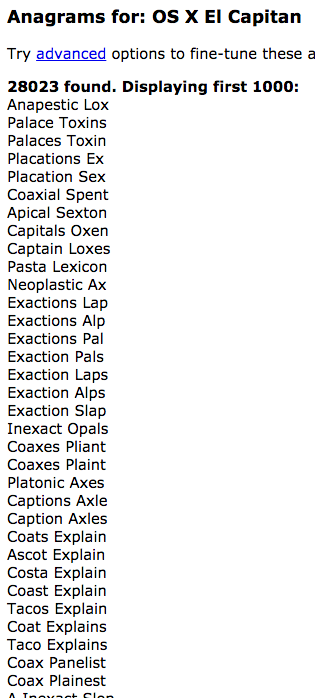 Anagrams for: OS X El Capitan
Try advanced options to fine-tune these a
28023 found. Displaying first 1000:
Anapestic Lox
Palace Toxins
Palaces Toxin
Placations Ex
Placation Sex
Coaxial Spent
Apical Sexton
Capitals Oxen
Captain Loxes
Pasta Lexicon
Neoplastic Ax
Exactions Lap
Exactions Alp
Exactions Pal
Exaction Pals
Exaction Laps
Exaction Alps
Exaction Slap
Inexact Opals
Coaxes Pliant
Coaxes Plaint
Platonic Axes
Captions Axle
Caption Axles
Coats Explain
Ascot Explain
Costa Explain
Coast Explain
Tacos Explain
Coat Explains
Taco Explains
Coax Panelist
Coax Plainest
A Inexact Slop